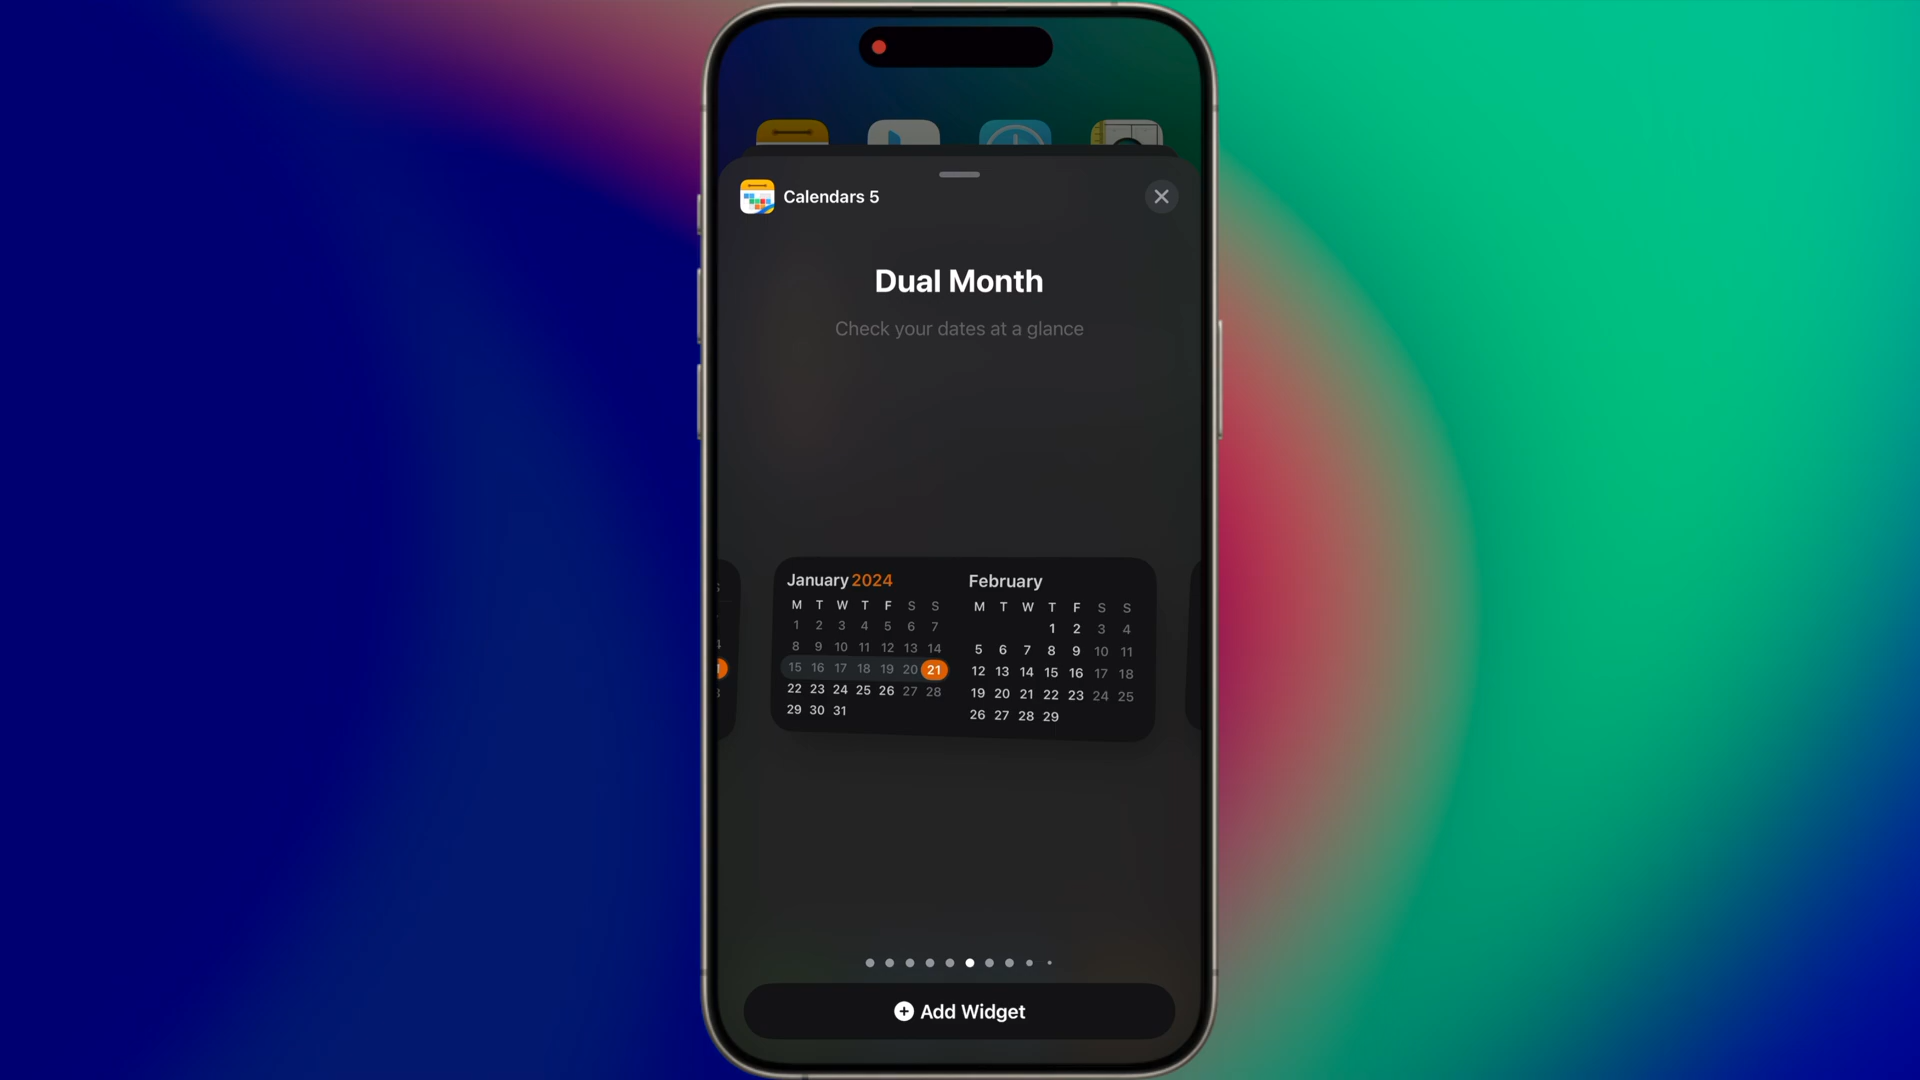 Calendars 5
Dual Month
Check your dates at a glance
January 2024
M T W T F S S
1 2 3 4 5 6 7
8 9 10 11 12 13 14
15 16 17 18 19 20 21
22 23 24 25 26 27 28
29 30 31
February
M T W T F S S
1 2 3 4
5 6 7 8 9 10 11
12 13 14 15 16 17 18
19 20 21 22 23 24 25
26 27 28 29
Add Widget